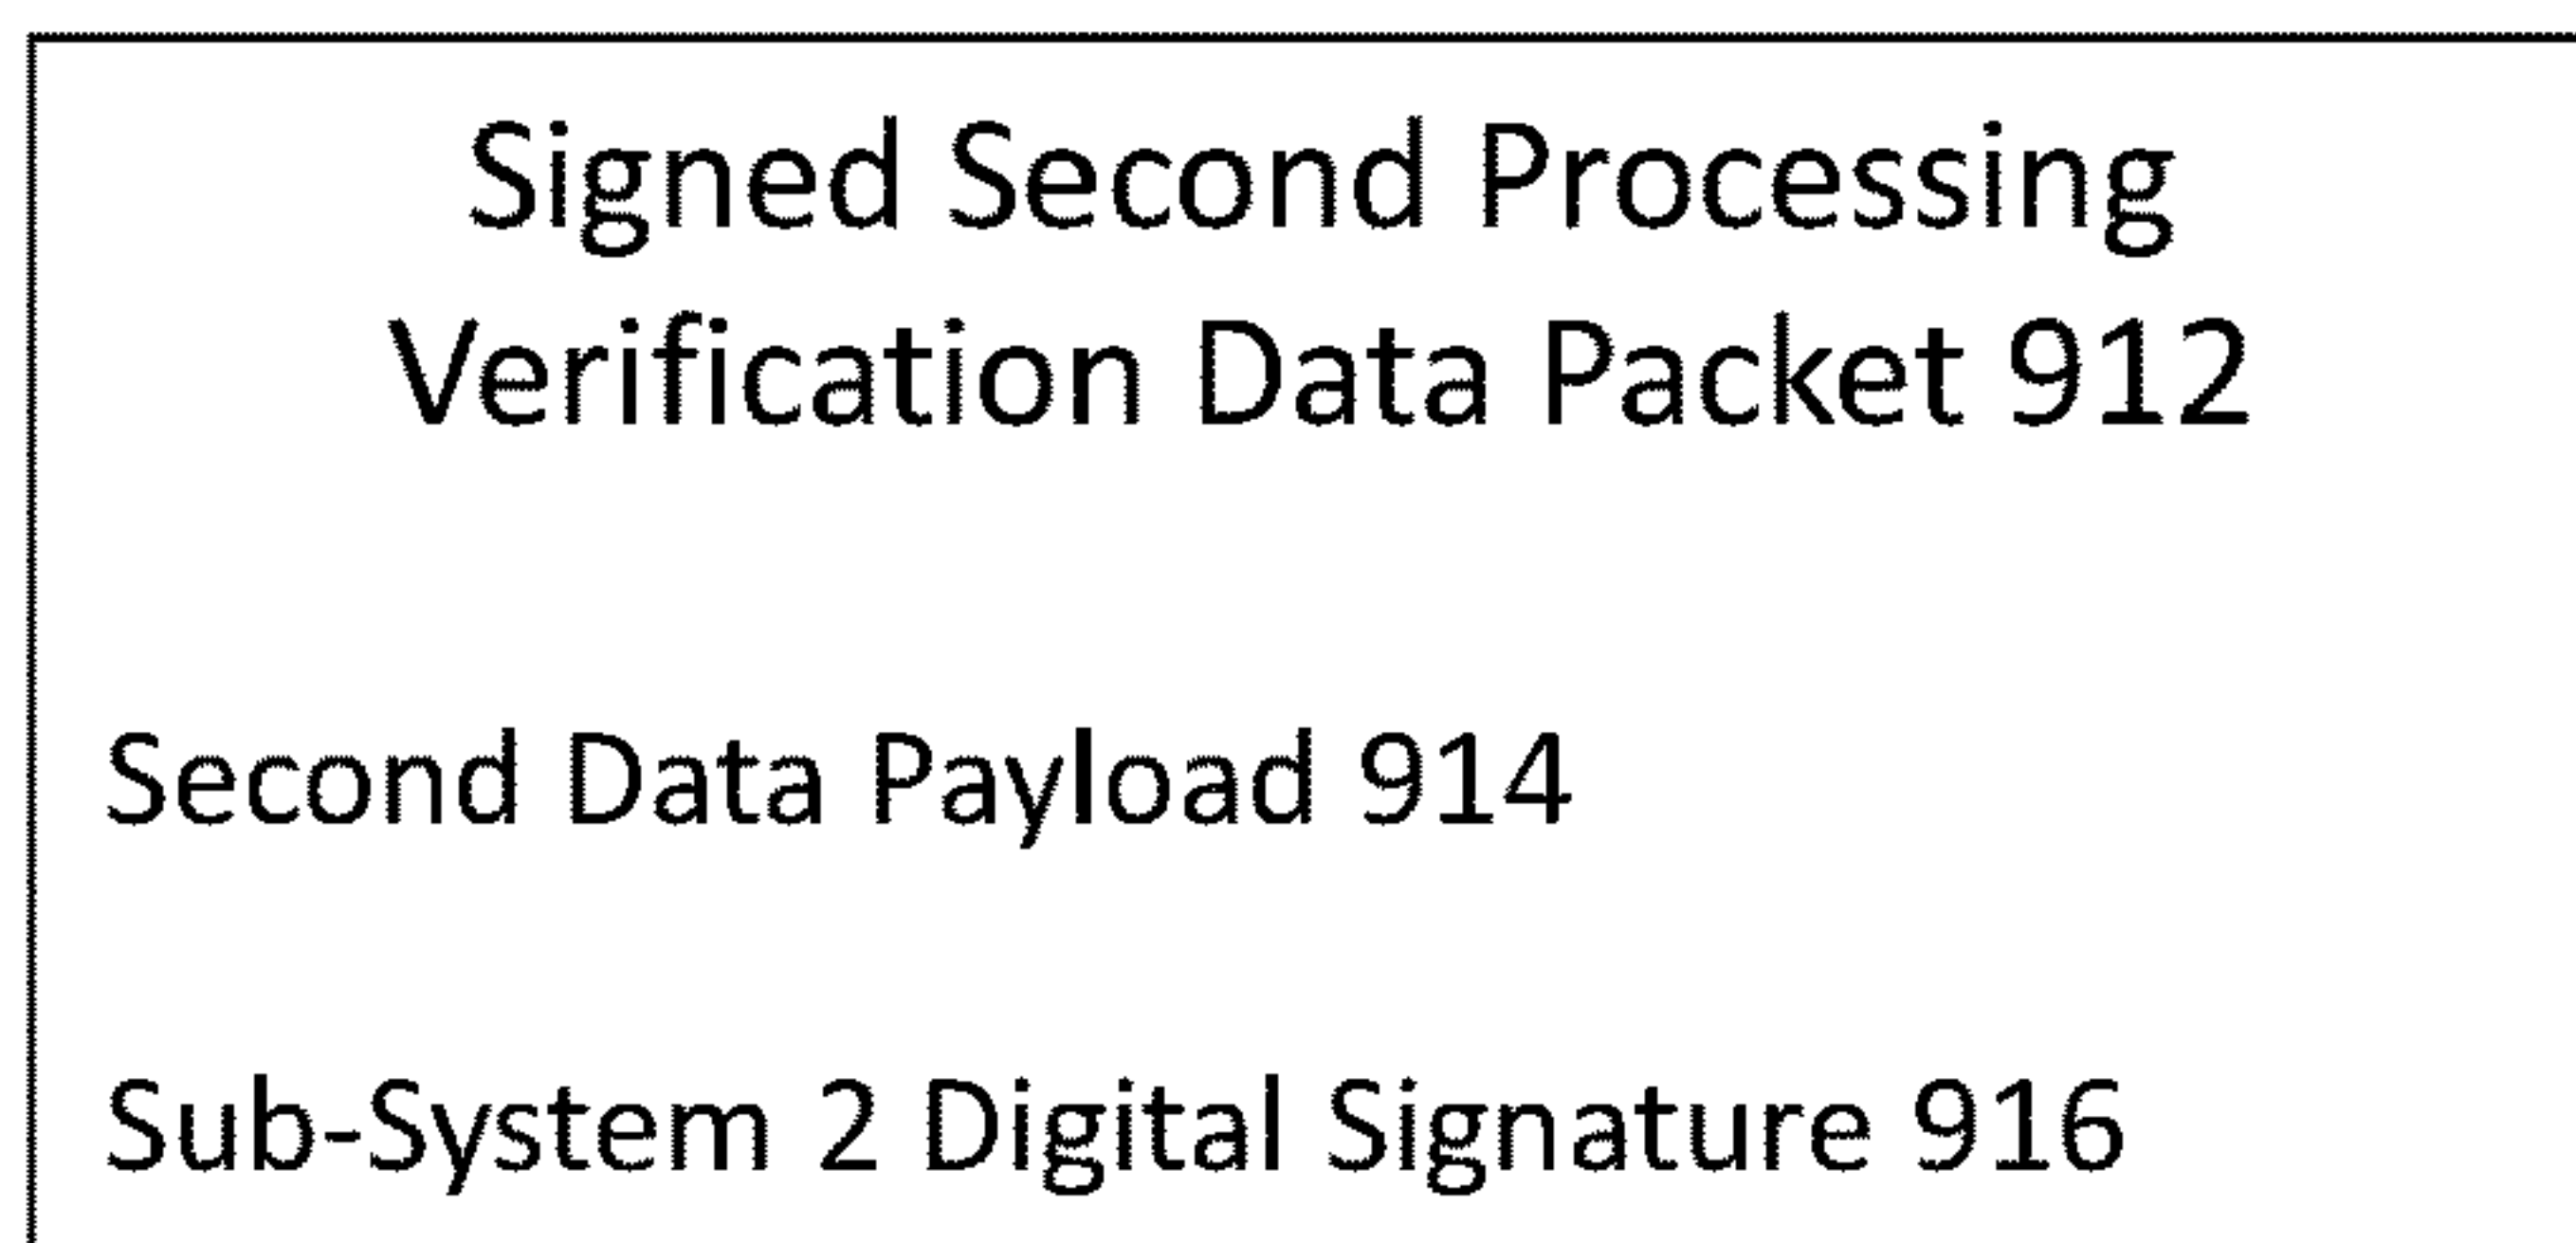 Signed Second Processing
Verification Data Packet 912
Second Data Payload 914
Sub-System 2 Digital Signature 916